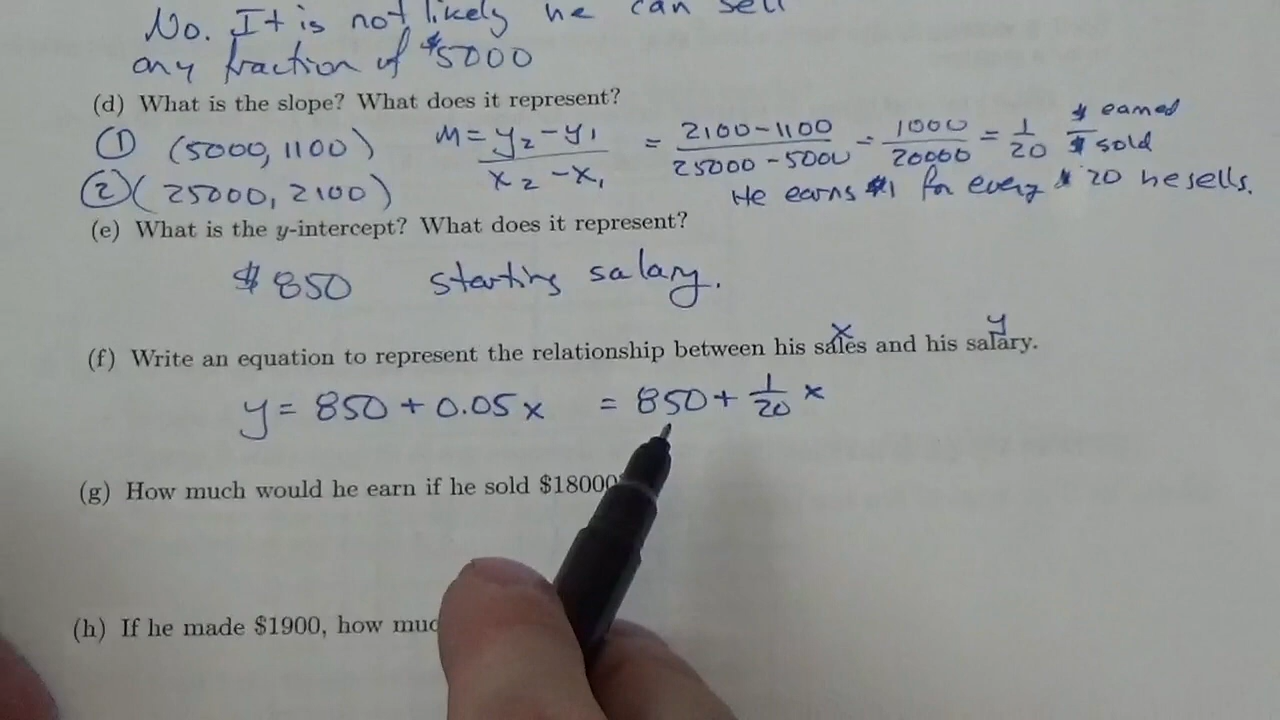 No. It is not likely he can sell
any fraction of $5000
(d) What is the slope? What does it represent?
① (5000, 1100) m = y₂ - y₁ / x₂ - x₁ = 2100 - 1100 / 25000 - 5000 = 1000 / 20000 = 1/20 $ earned / $ sold
② (25000, 2100) He earns $1 for every $20 he sells.
(e) What is the y-intercept? What does it represent?
$850 starting salary.
x y
(f) Write an equation to represent the relationship between his sales and his salary.
y = 850 + 0.05x = 850 + 1/20 x
(g) How much would he earn if he sold $18000
(h) If he made $1900, how